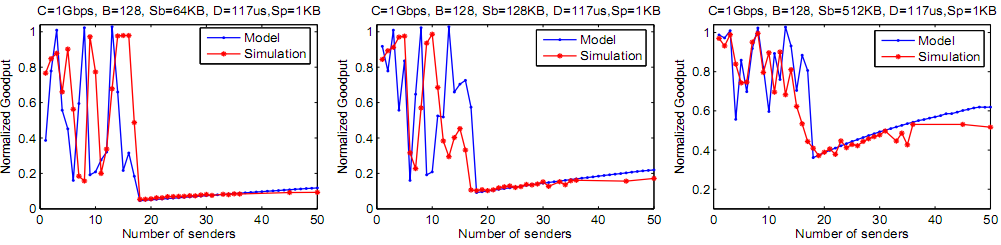 C=1Gbps, B=128, Sb=64KB, D=117us,Sp=1KB
Normalized Goodput
1
0.8
0.6
0.4
0.2
0
Model
Simulation
0 10 20 30 40 50
Number of senders
C=1Gbps, B=128, Sb=128KB, D=117us,Sp=1KB
Normalized Goodput
1
0.8
0.6
0.4
0.2
0
Model
Simulation
0 10 20 30 40 50
Number of senders
C=1Gbps, B=128, Sb=512KB, D=117us,Sp=1KB
Normalized Goodput
1
0.8
0.6
0.4
0.2
Model
Simulation
0 10 20 30 40 50
Number of senders